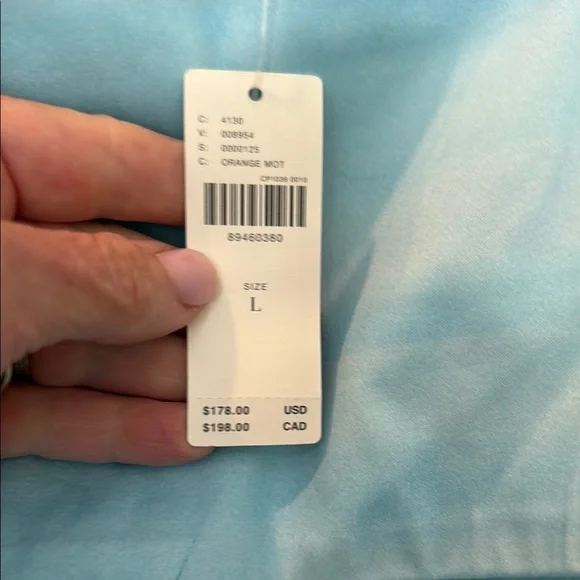 C: 4130
V: 008954
S: 0000125
C: ORANGE MOT
CP1036 0010
89460380
SIZE
L
$178.00 USD
$198.00 CAD